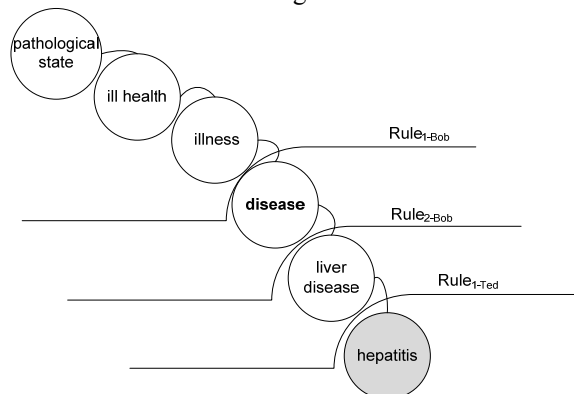 pathological
state
ill health
illness
Rule1-Bob
disease
Rule2-Bob
liver
disease
Rule1-Ted
hepatitis